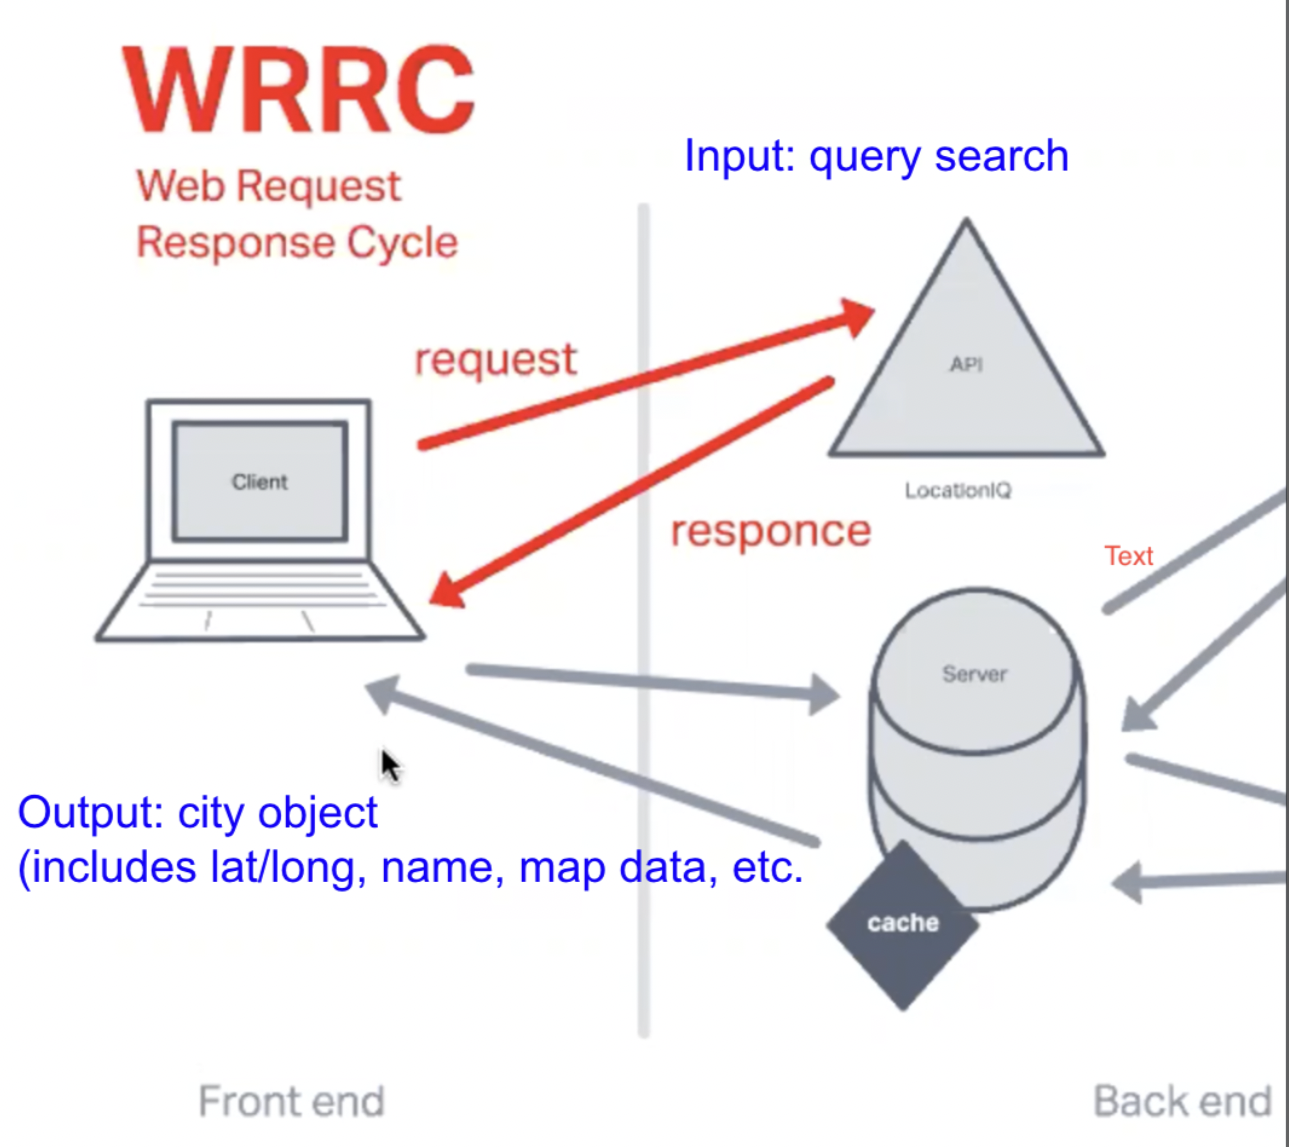 WRRC
Web Request
Response Cycle
Input: query search
request
API
Client
LocationIQ
responce
Text
Server
Output: city object
(includes lat/long, name, map data, etc.
cache
Front end
Back end